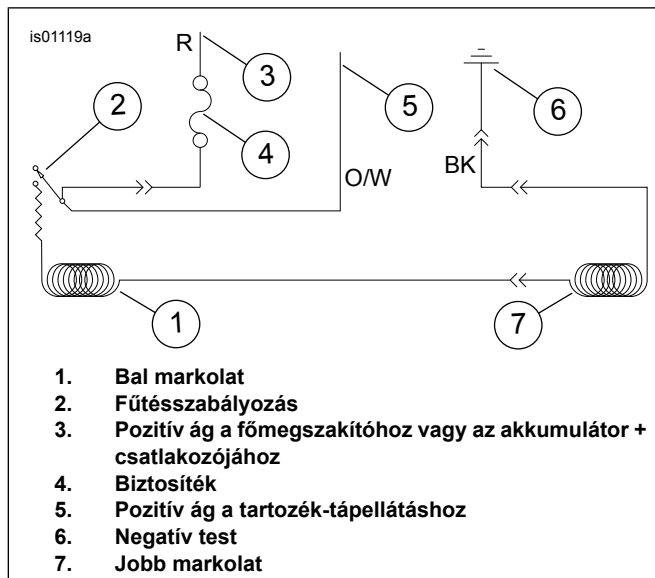 is01119a
R
3
2
5
6
4
O/W
BK
1
7
1. Bal markolat
2. Fűtésszabályozás
3. Pozitív ág a főmegszakítóhoz vagy az akkumulátor +
csatlakozójához
4. Biztosíték
5. Pozitív ág a tartozék-tápellátáshoz
6. Negatív test
7. Jobb markolat